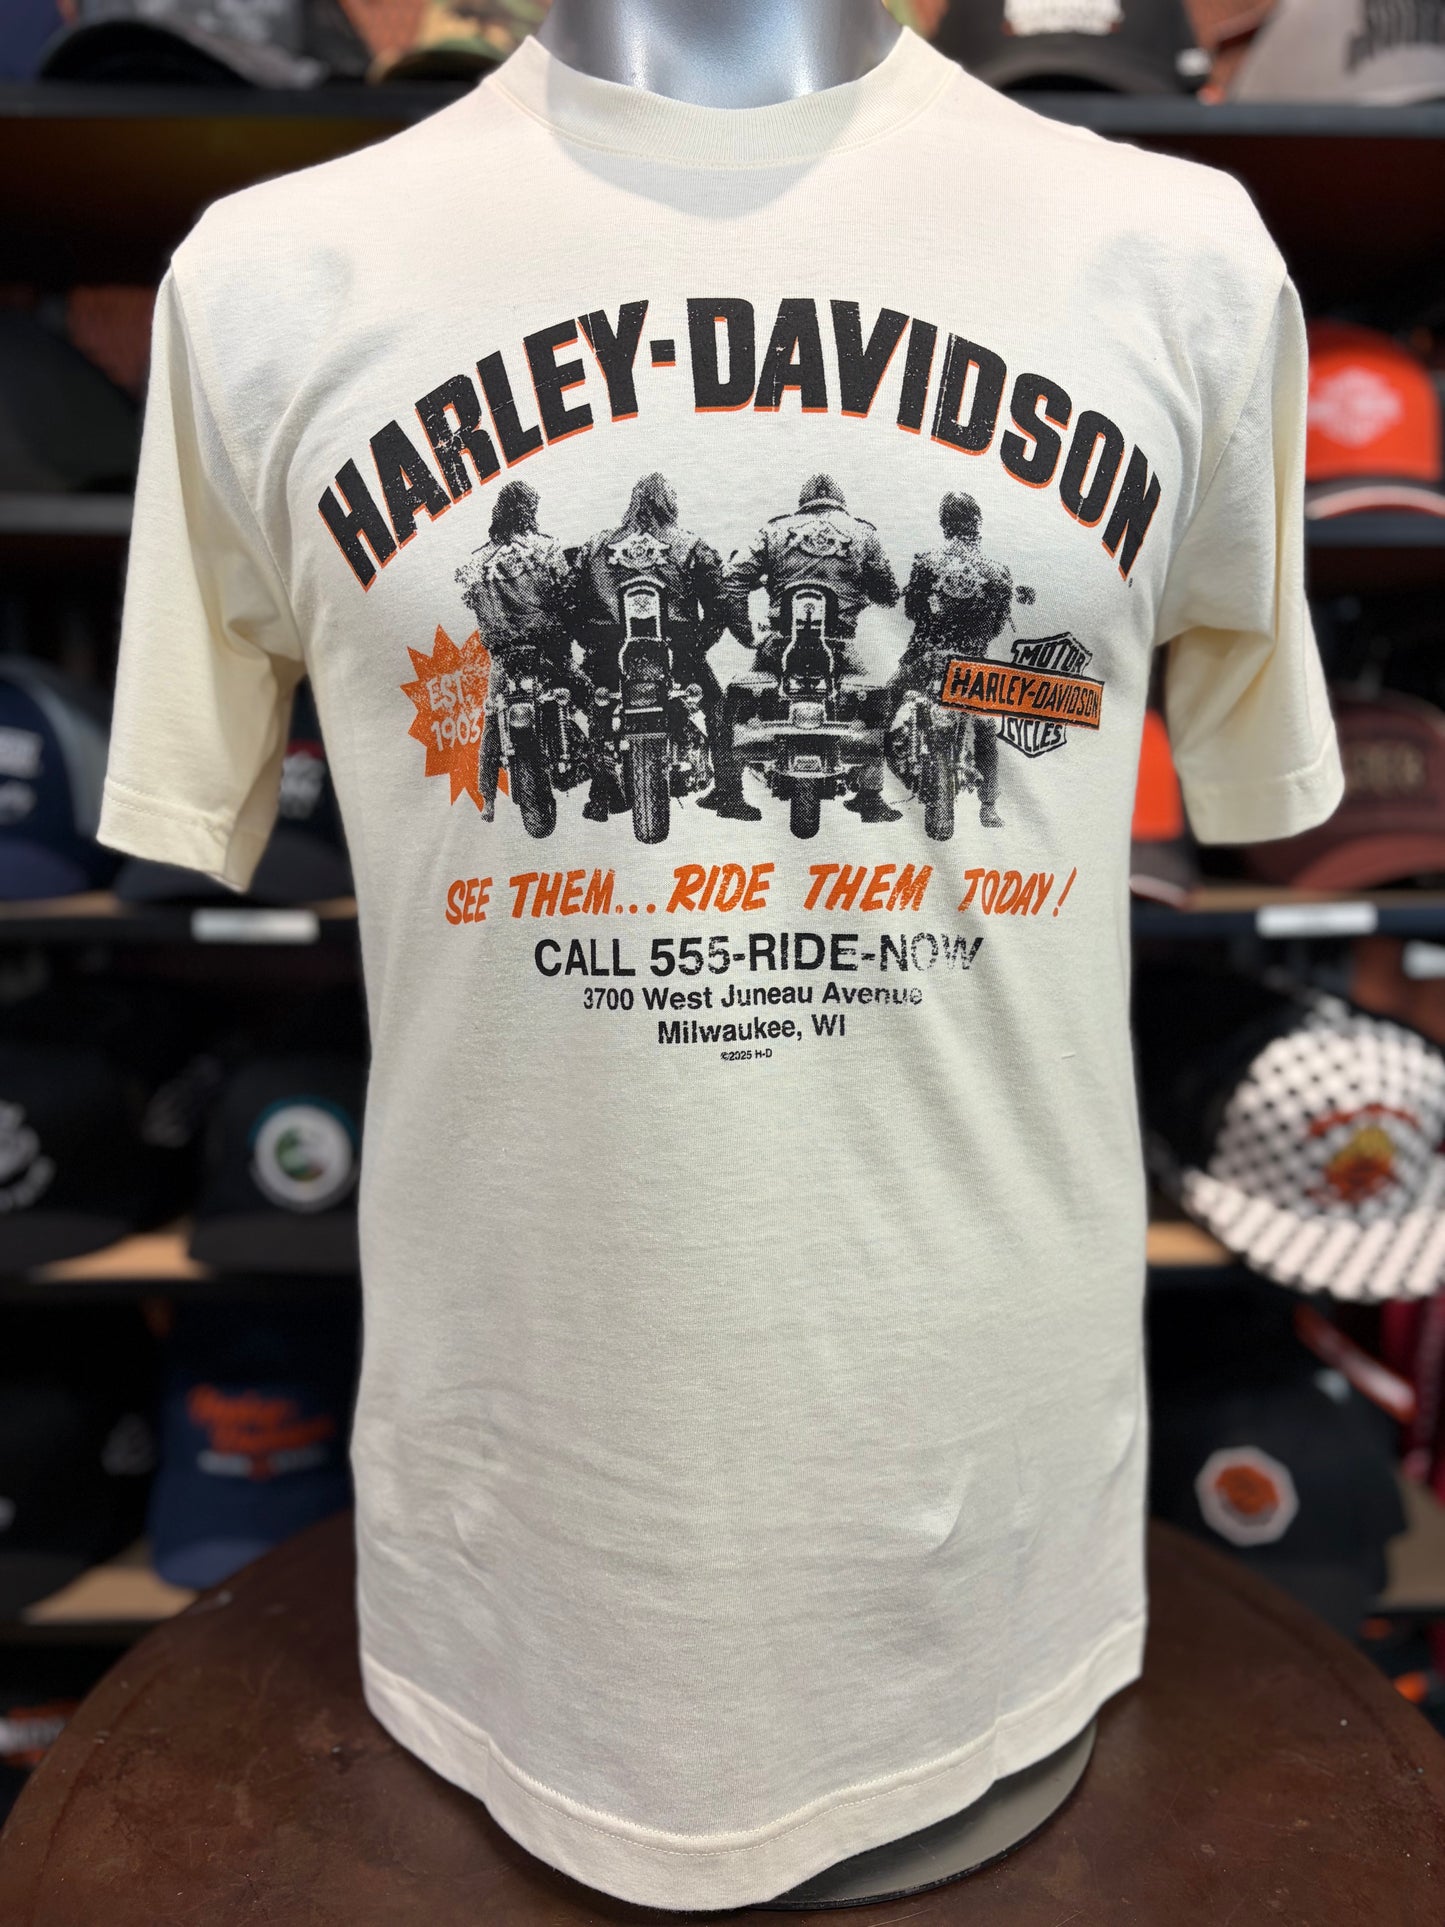 HARLEY-DAVIDSON
EST.
1903
MOTOR
HARLEY-DAVIDSON
CYCLES
SEE THEM... RIDE THEM TODAY!
CALL 555-RIDE-NOW
3700 West Juneau Avenue
Milwaukee, WI
©2025 H-D